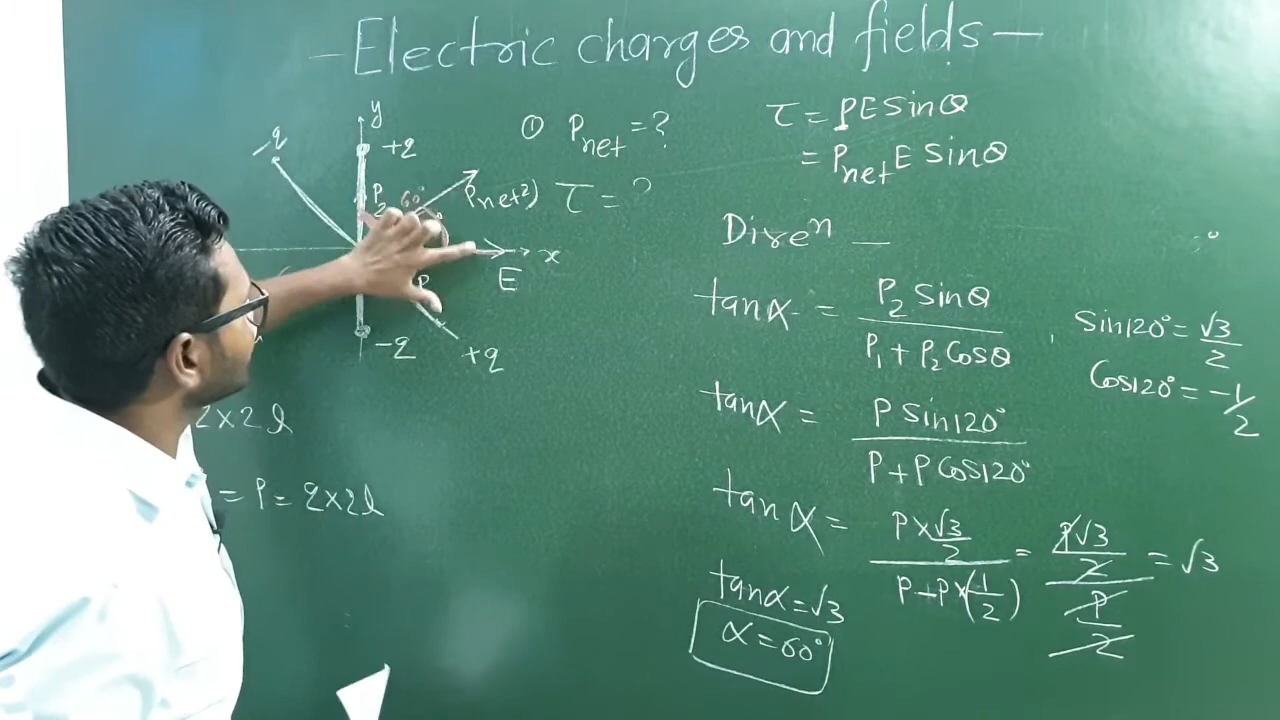 - Electric charges and fields -
y
-q
+q
P2
60°
Pnet
x
E
P
-q
+q
① Pnet = ?
2) τ = ?
2×2l
= P = q×2l
τ = PE Sinθ
= Pnet E Sinθ
Direⁿ -
tanα = P2 Sinθ / P1 + P2 Cosθ , Sin120° = √3/2
Cos120° = -1/2
tanα = P Sin120° / P + P Cos120°
tanα = P×√3/2 / P-P×(1/2) = P√3/2 / P/2 = √3
tanα = √3
α = 60°